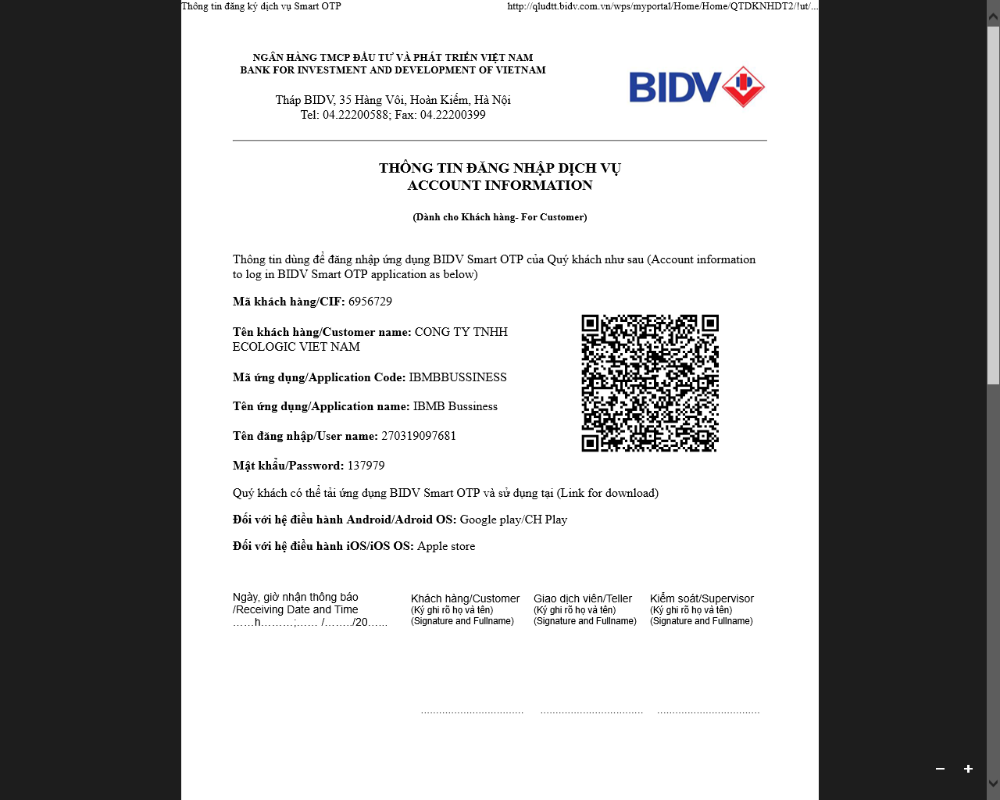 Thông tin đăng ký dịch vụ Smart OTP
http://qludtt.bidv.com.vn/wps/myportal/Home/Home/QTDKNHDT2/!ut/...
NGÂN HÀNG TMCP ĐẦU TƯ VÀ PHÁT TRIỂN VIỆT NAM
BANK FOR INVESTMENT AND DEVELOPMENT OF VIETNAM
Tháp BIDV, 35 Hàng Vôi, Hoàn Kiếm, Hà Nội
Tel: 04.22200588; Fax: 04.22200399
BIDV
THÔNG TIN ĐĂNG NHẬP DỊCH VỤ
ACCOUNT INFORMATION
(Dành cho Khách hàng- For Customer)
Thông tin dùng để đăng nhập ứng dụng BIDV Smart OTP của Quý khách như sau (Account information
to log in BIDV Smart OTP application as below)
Mã khách hàng/CIF: 6956729
Tên khách hàng/Customer name: CONG TY TNHH
ECOLOGIC VIET NAM
Mã ứng dụng/Application Code: IBMBBUSSINESS
Tên ứng dụng/Application name: IBMB Bussiness
Tên đăng nhập/User name: 270319097681
Mật khẩu/Password: 137979
Quý khách có thể tải ứng dụng BIDV Smart OTP và sử dụng tại (Link for download)
Đối với hệ điều hành Android/Adroid OS: Google play/CH Play
Đối với hệ điều hành iOS/iOS OS: Apple store
Ngày, giờ nhận thông báo
/Receiving Date and Time
……h………;…… /……../20…...
Khách hàng/Customer
(Ký ghi rõ họ và tên)
(Signature and Fullname)
Giao dịch viên/Teller
(Ký ghi rõ họ và tên)
(Signature and Fullname)
Kiểm soát/Supervisor
(Ký ghi rõ họ và tên)
(Signature and Fullname)
.................................. .................................. ..................................